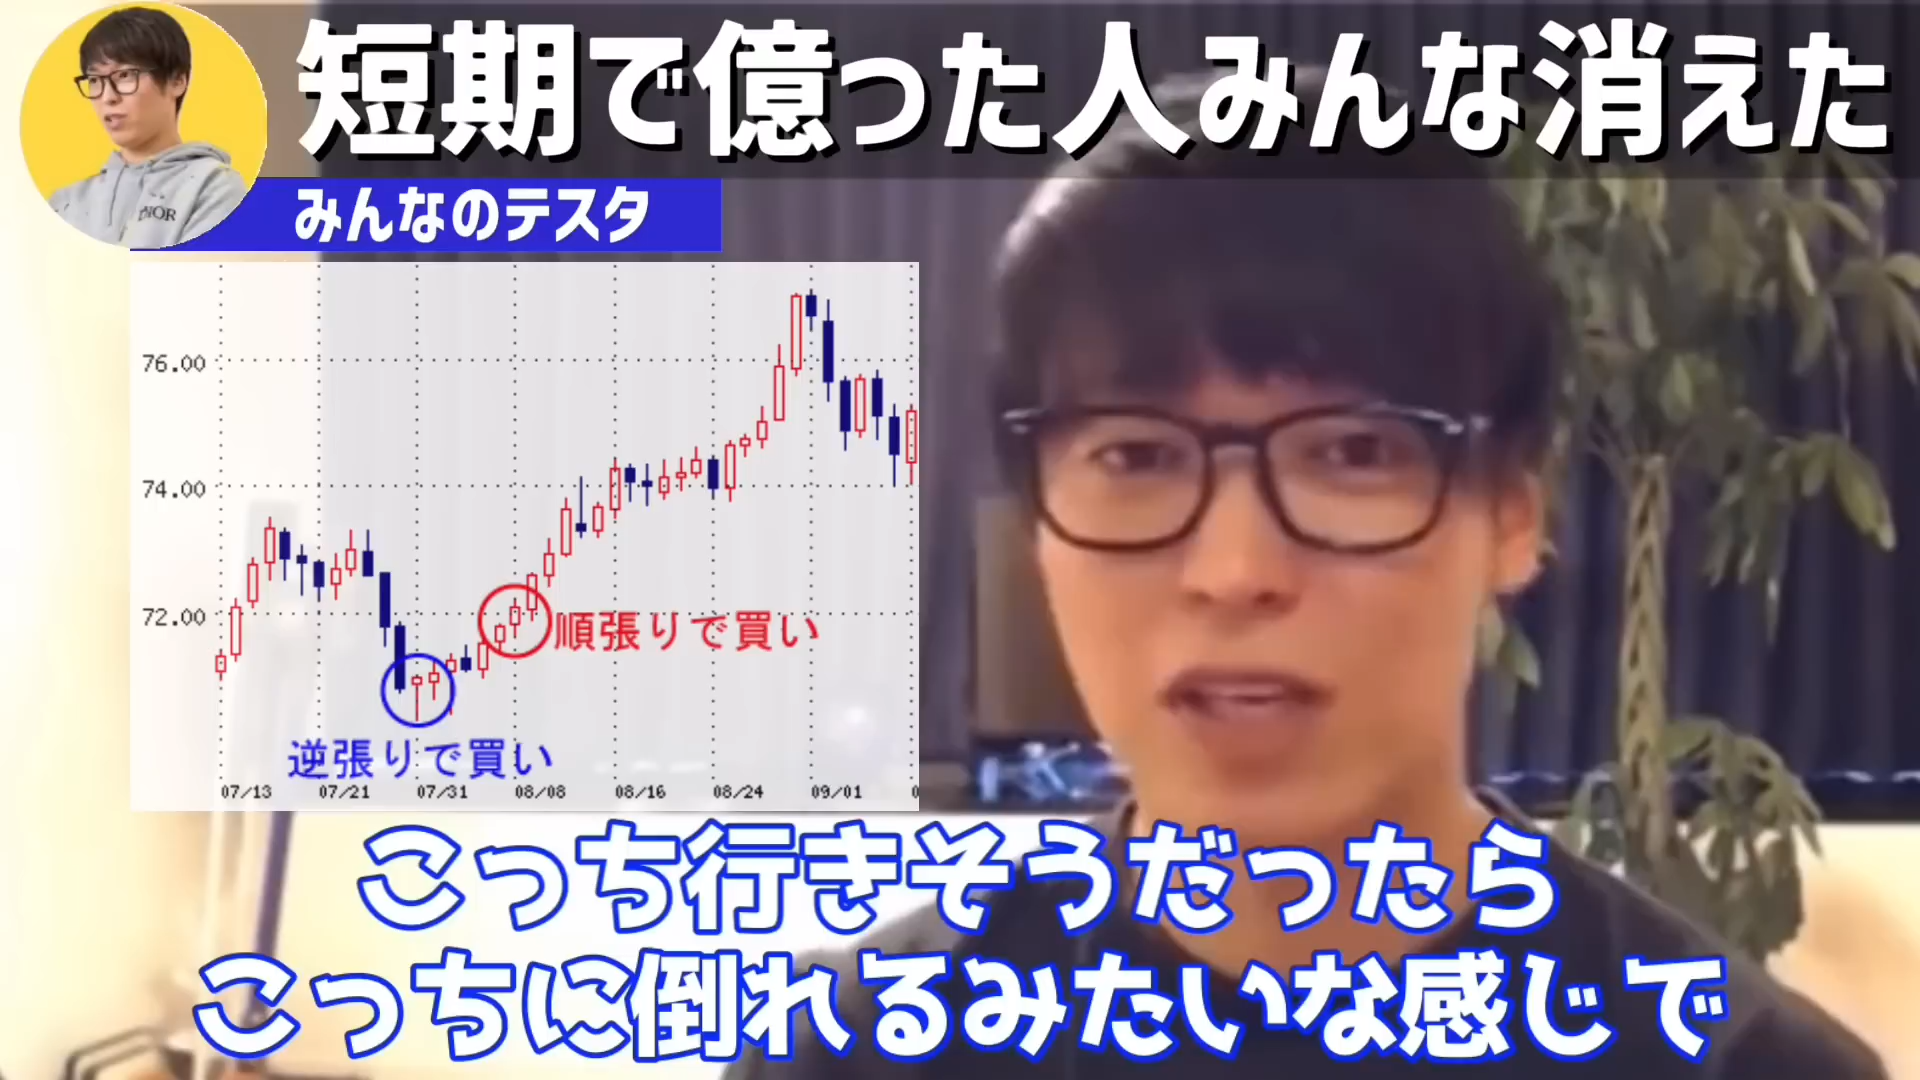 短期で億った人みんな消えた
DIOR
みんなのテスタ
76.00
74.00
72.00
順張りで買い
逆張りで買い
07/13 07/21 07/31 08/08 08/16 08/24 09/01 0
こっち行きそうだったら
こっちに倒れるみたいな感じで